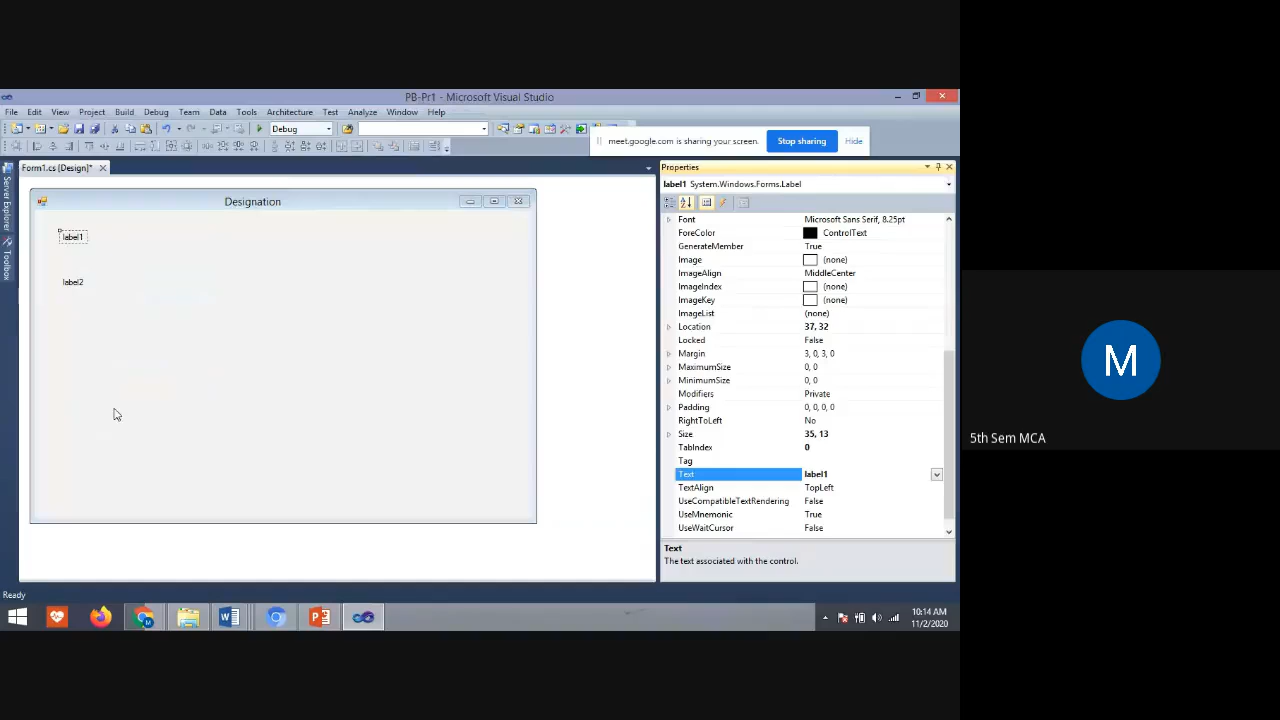 PB-Pr1 - Microsoft Visual Studio
File Edit View Project Build Debug Team Data Tools Architecture Test Analyze Window Help
Debug
meet.google.com is sharing your screen. Stop sharing Hide
Form1.cs [Design]*
Server Explorer
Toolbox
Designation
label1
label2
Properties
label1 System.Windows.Forms.Label
Font Microsoft Sans Serif, 8.25pt
ForeColor ControlText
GenerateMember True
Image (none)
ImageAlign MiddleCenter
ImageIndex (none)
ImageKey (none)
ImageList (none)
Location 37, 32
Locked False
Margin 3, 0, 3, 0
MaximumSize 0, 0
MinimumSize 0, 0
Modifiers Private
Padding 0, 0, 0, 0
RightToLeft No
Size 35, 13
TabIndex 0
Tag
Text label1
TextAlign TopLeft
UseCompatibleTextRendering False
UseMnemonic True
UseWaitCursor False
Text
The text associated with the control.
Ready
10:14 AM
11/2/2020
M
5th Sem MCA